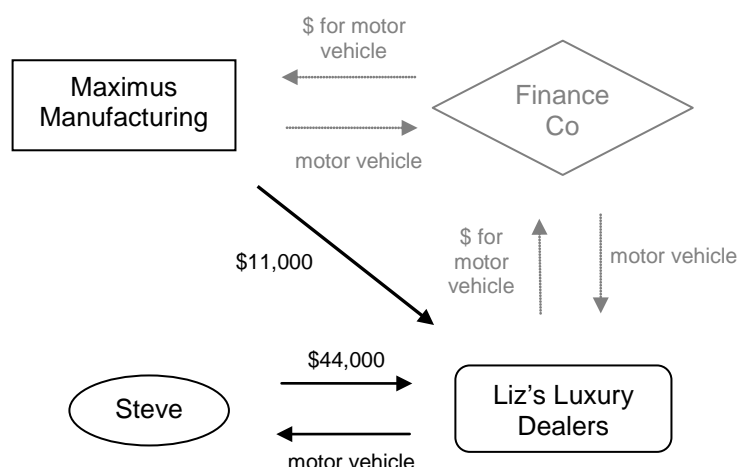 $ for motor
vehicle
Maximus
Manufacturing
Finance
Co
motor vehicle
$11,000
$ for
motor
vehicle
motor vehicle
$44,000
Steve
Liz's Luxury
Dealers
motor vehicle